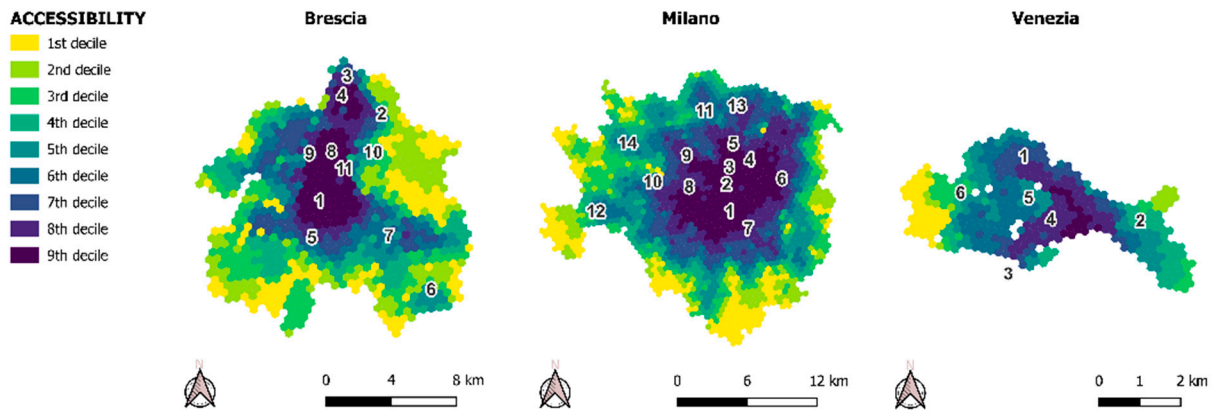 ACCESSIBILITY
1st decile
2nd decile
3rd decile
4th decile
5th decile
6th decile
7th decile
8th decile
9th decile
Brescia
3
4
2
9
8
10
11
1
5
7
6
N
0 4 8 km
Milano
11
13
14
5
9
4
3
10
8
2
6
12
1
7
N
0 6 12 km
Venezia
1
6
5
4
2
3
N
0 1 2 km